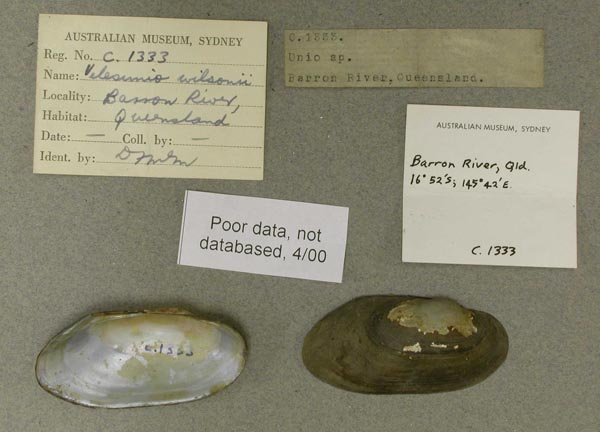 AUSTRALIAN MUSEUM, SYDNEY
Reg. No. C. 1333
Name: Velesunio wilsonii
Locality: Barron River,
Habitat: Queensland
Date: — Coll. by: —
Ident. by: D McM
C.1333.
Unio sp.
Barron River, Queensland.
AUSTRALIAN MUSEUM, SYDNEY
Barron River, Qld.
16° 52's; 145° 42'E.
C. 1333
Poor data, not
databased, 4/00
C.1333